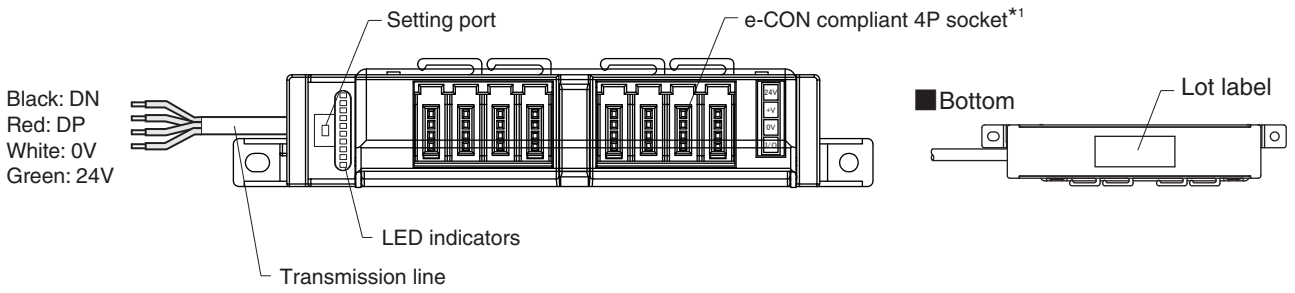 Setting port
e-CON compliant 4P socket*1
Black: DN
Red: DP
White: 0V
Green: 24V
24V
+V
0V
I/O
■Bottom
Lot label
LED indicators
Transmission line